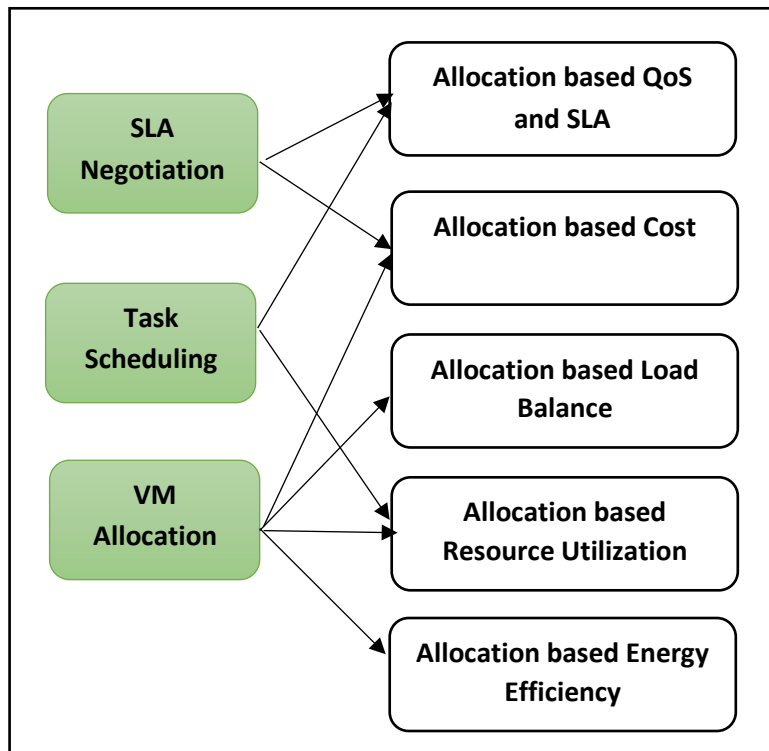 SLA
Negotiation
Task
Scheduling
VM
Allocation
Allocation based QoS
and SLA
Allocation based Cost
Allocation based Load
Balance
Allocation based
Resource Utilization
Allocation based Energy
Efficiency